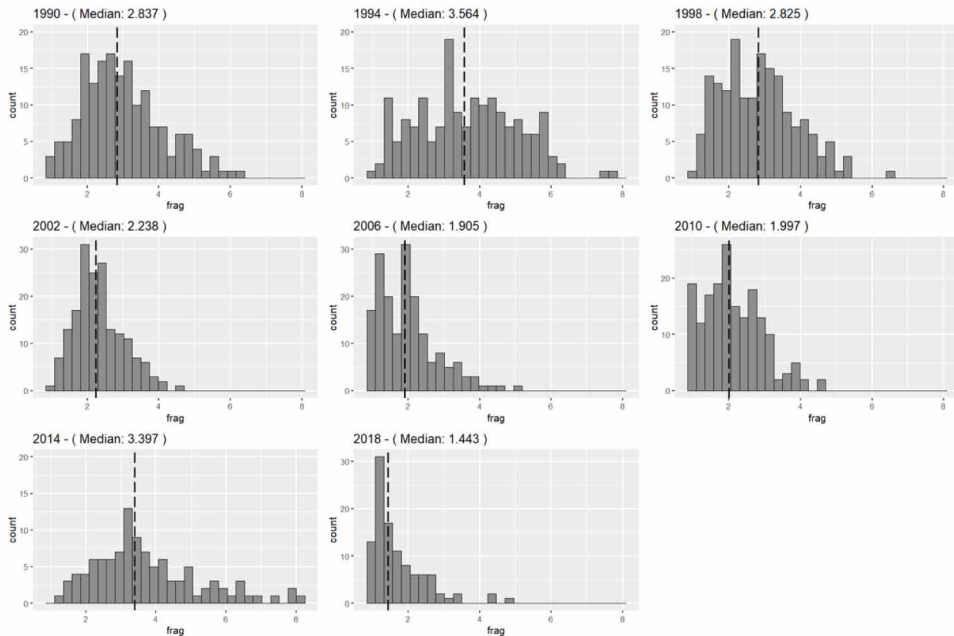 1990 - ( Median: 2.837 )
20
15
10
5
0
count
2 4 6 8
frag
1994 - ( Median: 3.564 )
20
15
10
5
0
count
2 4 6 8
frag
1998 - ( Median: 2.825 )
20
15
10
5
0
count
2 4 6 8
frag
2002 - ( Median: 2.238 )
30
20
10
0
count
2 4 6 8
frag
2006 - ( Median: 1.905 )
30
20
10
0
count
2 4 6 8
frag
2010 - ( Median: 1.997 )
20
10
0
count
2 4 6 8
frag
2014 - ( Median: 3.397 )
20
15
10
5
0
count
2 4 6 8
frag
2018 - ( Median: 1.443 )
30
20
10
0
count
2 4 6 8
frag